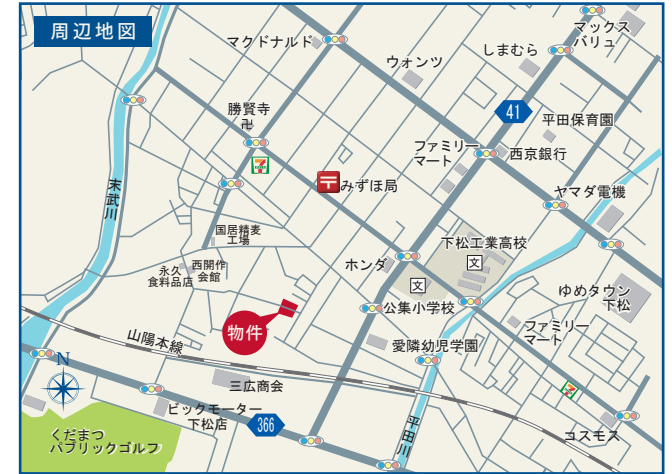 周辺地図
マックス
バリュ
マクドナルド
しまむら
ウォンツ
41
勝賢寺
卍
平田保育園
ファミリー
マート
西京銀行
7
〒
みずほ局
ヤマダ電機
末武川
国居精麦
工場
下松工業高校
文
ホンダ
西開作
会館
永久
食料品店
文
ゆめタウン
下松
公集小学校
物件
ファミリー
マート
山陽本線
愛隣幼児学園
N
三広商会
7
ビックモーター
下松店
366
平田川
コスモス
くだまつ
パブリックゴルフ